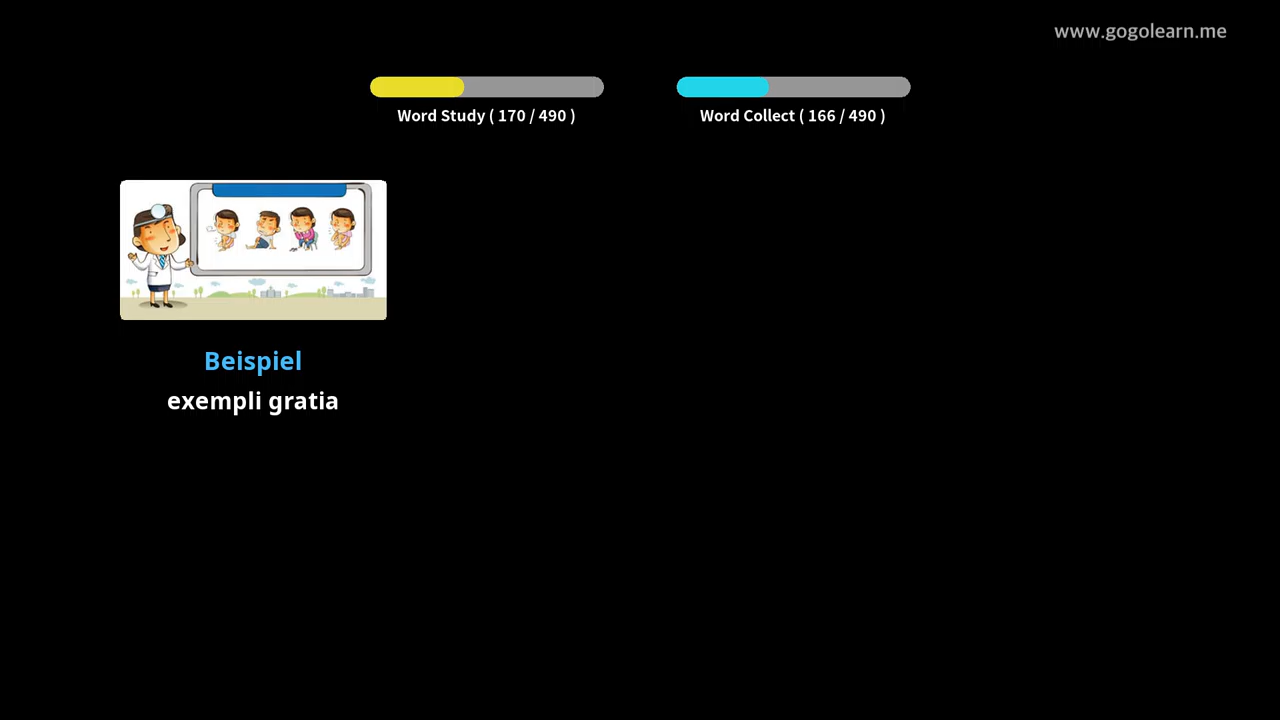 www.gogolearn.me
Word Study ( 170 / 490 )
Word Collect ( 166 / 490 )
Beispiel
exempli gratia